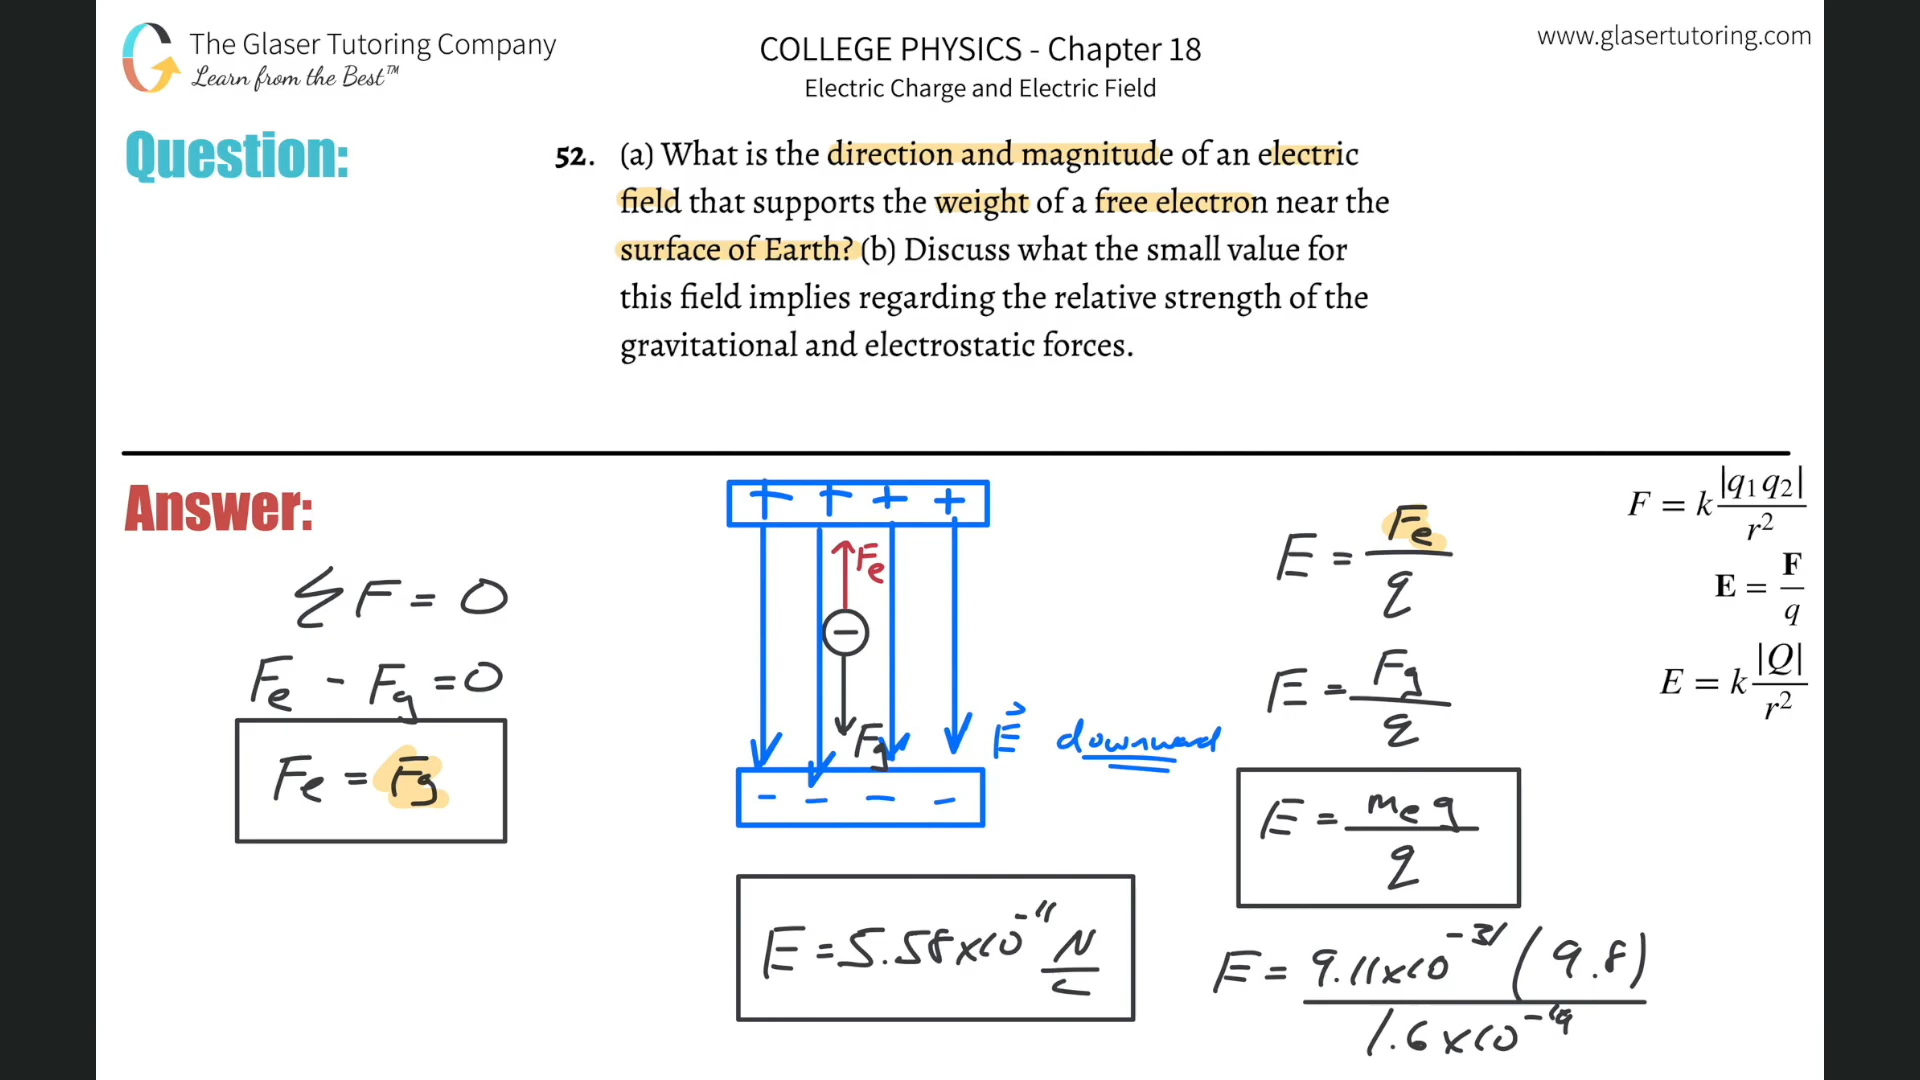 The Glaser Tutoring Company
Learn from the Best™
COLLEGE PHYSICS - Chapter 18
Electric Charge and Electric Field
www.glasertutoring.com
Question:
52. (a) What is the direction and magnitude of an electric
field that supports the weight of a free electron near the
surface of Earth? (b) Discuss what the small value for
this field implies regarding the relative strength of the
gravitational and electrostatic forces.
Answer:
ΣF = 0
Fe - Fg = 0
Fe = Fg
+ + + +
Fe
−
Fg
E⃗ downward
- - - -
E = 5.58x10^-11 N/C
E = Fe/q
E = Fg/q
E = me g/q
E = 9.11x10^-31 (9.8)/1.6x10^-19
F = k |q1 q2|/r²
E = F/q
E = k |Q|/r²